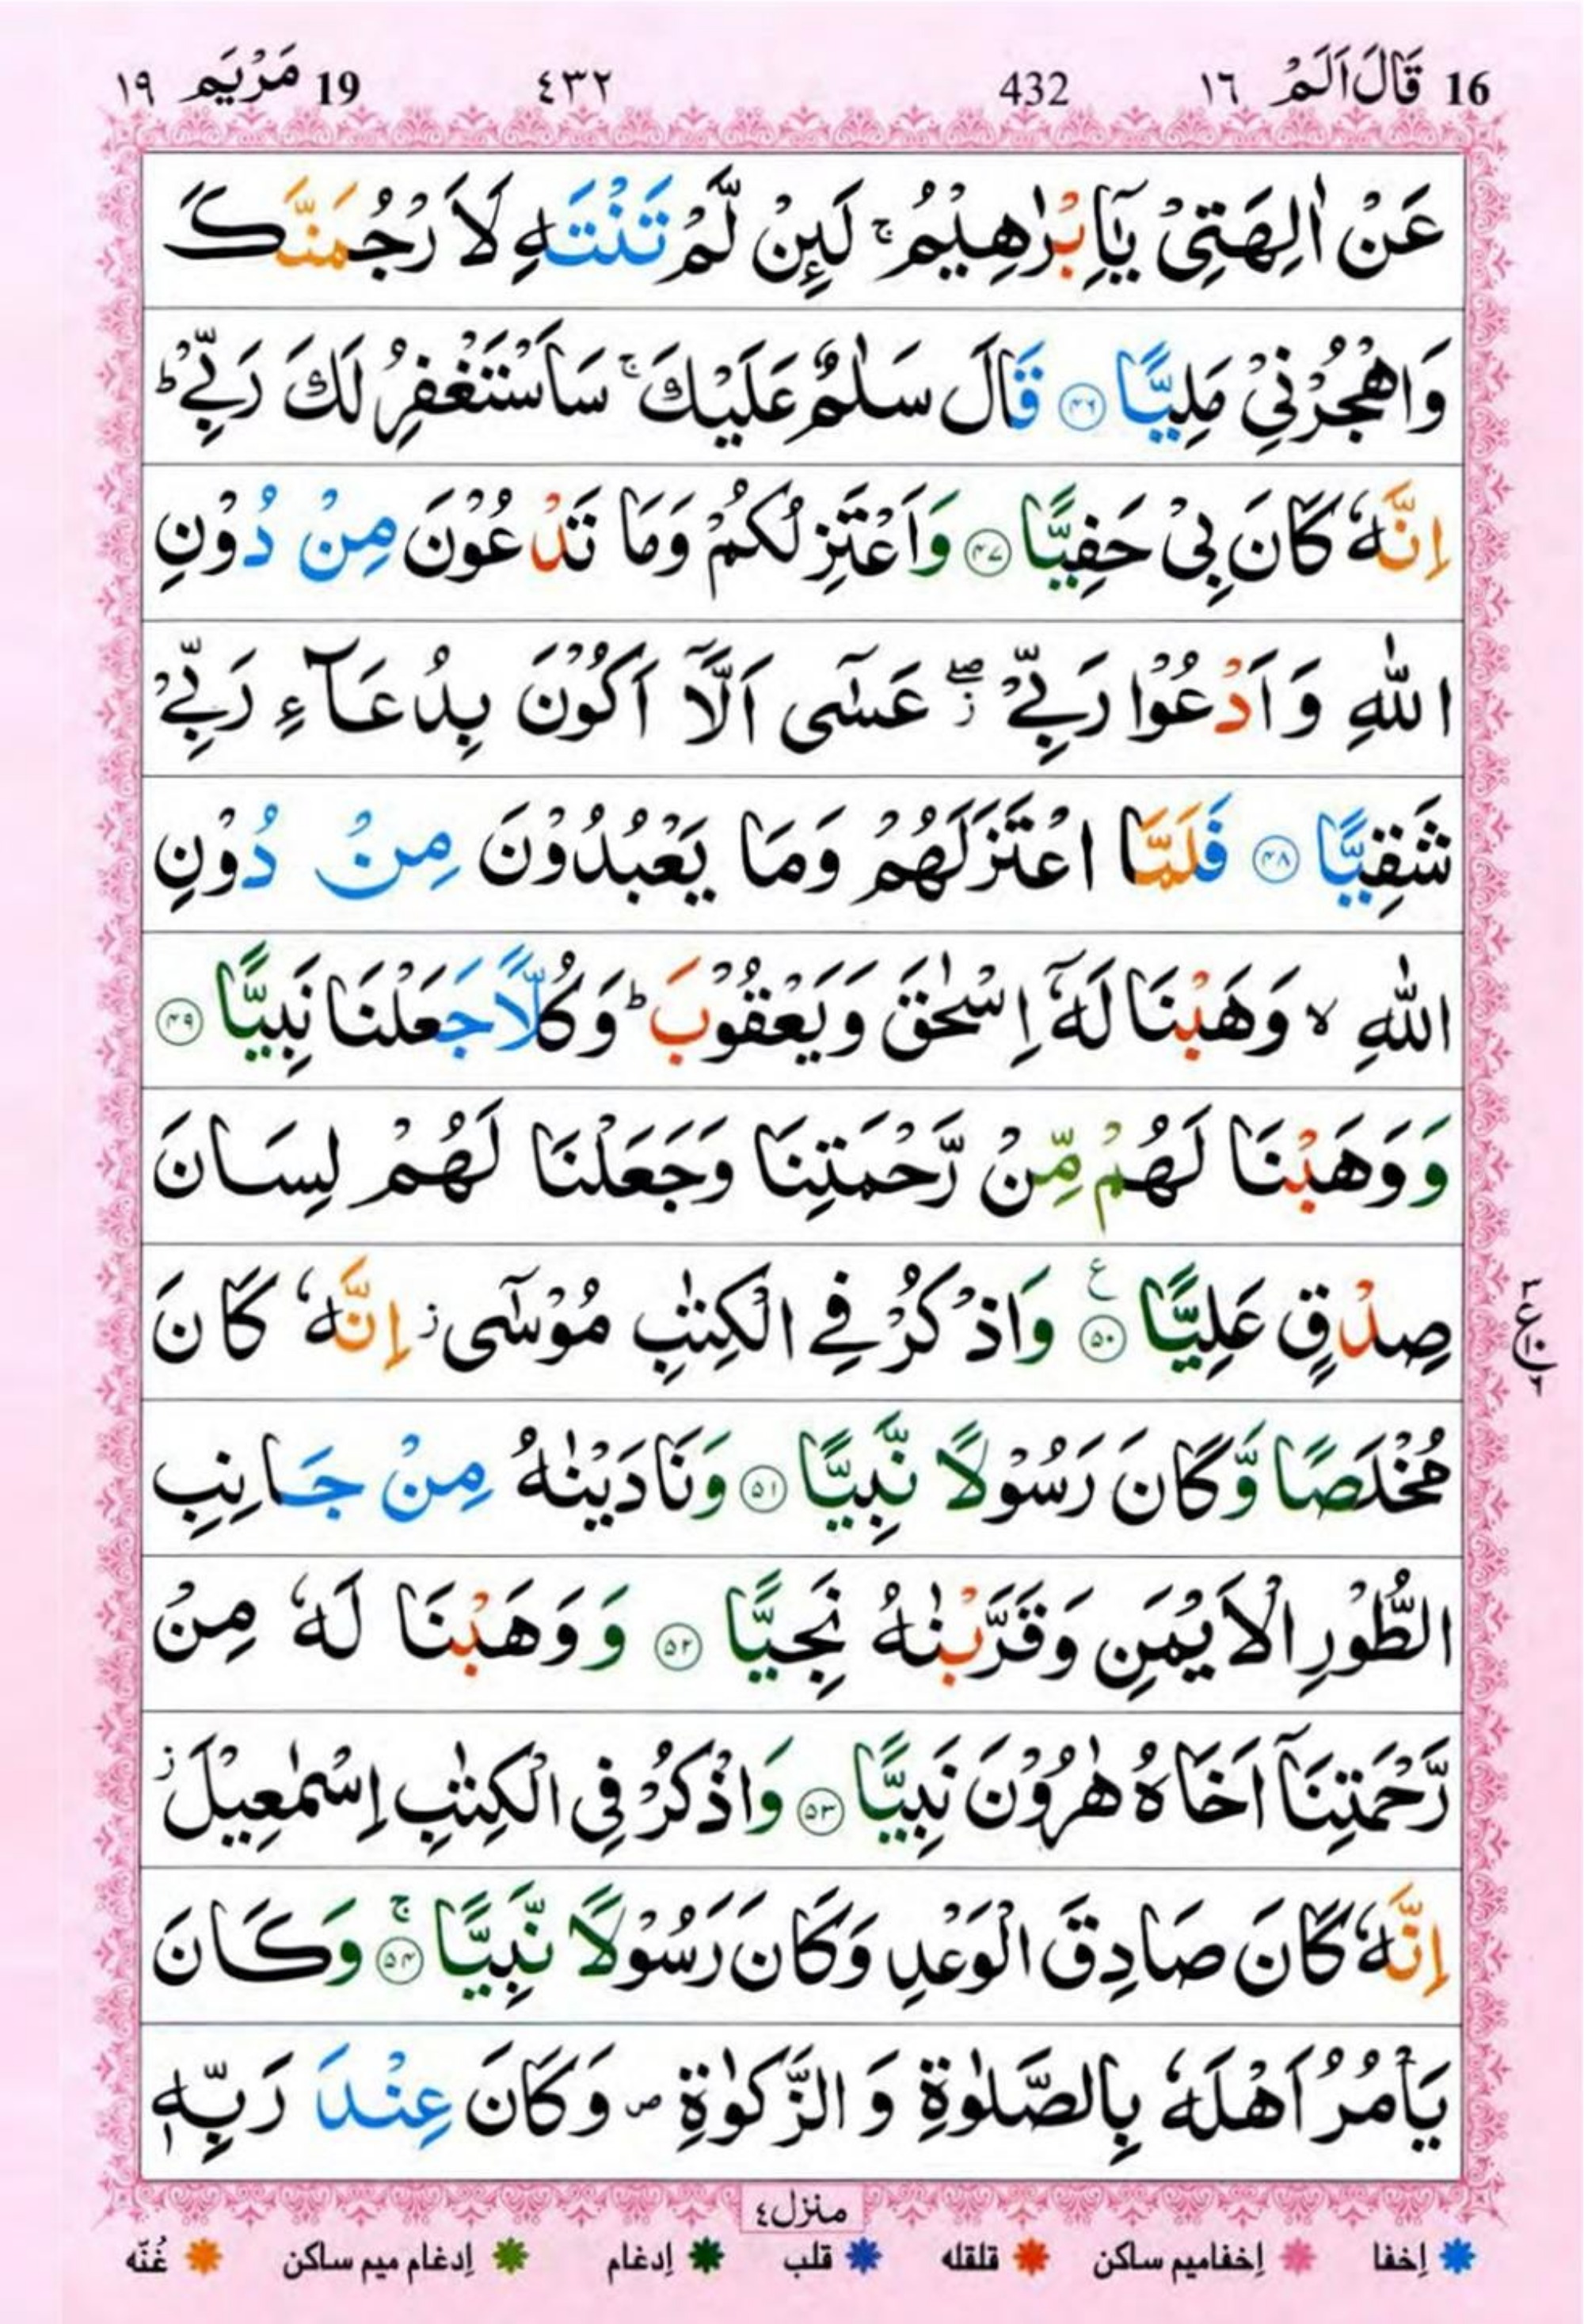 16 قَالَ اَلَمْ ١٦ 432 ٤٣٢ 19 مَرْيَم ١٩
عَنْ اٰلِهَتِیْ یٰۤاِبْرٰهِیْمُ ۚ لَىِٕنْ لَّمْ تَنْتَهِ لَاَرْجُمَنَّكَ
وَاهْجُرْنِیْ مَلِیًّا ۝٤٦ قَالَ سَلٰمٌ عَلَیْكَ ۚ سَاَسْتَغْفِرُ لَكَ رَبِّیْ ؕ
اِنَّهٗ كَانَ بِیْ حَفِیًّا ۝٤٧ وَاَعْتَزِلُكُمْ وَمَا تَدْعُوْنَ مِنْ دُوْنِ
اللّٰهِ وَاَدْعُوْا رَبِّیْ ۖؗ عَسٰۤی اَلَّاۤ اَكُوْنَ بِدُعَآءِ رَبِّیْ
شَقِیًّا ۝٤٨ فَلَمَّا اعْتَزَلَهُمْ وَمَا یَعْبُدُوْنَ مِنْ دُوْنِ
اللّٰهِ ۙ وَهَبْنَا لَهٗۤ اِسْحٰقَ وَیَعْقُوْبَ ؕ وَكُلًّا جَعَلْنَا نَبِیًّا ۝٤٩
وَوَهَبْنَا لَهُمْ مِّنْ رَّحْمَتِنَا وَجَعَلْنَا لَهُمْ لِسَانَ
صِدْقٍ عَلِیًّا ۝٥٠ ع وَاذْكُرْ فِی الْكِتٰبِ مُوْسٰۤی ؗ اِنَّهٗ كَانَ
مُخْلَصًا وَّكَانَ رَسُوْلًا نَّبِیًّا ۝٥١ وَنَادَیْنٰهُ مِنْ جَانِبِ
الطُّوْرِ الْاَیْمَنِ وَقَرَّبْنٰهُ نَجِیًّا ۝٥٢ وَوَهَبْنَا لَهٗ مِنْ
رَّحْمَتِنَاۤ اَخَاهُ هٰرُوْنَ نَبِیًّا ۝٥٣ وَاذْكُرْ فِی الْكِتٰبِ اِسْمٰعِیْلَ ؗ
اِنَّهٗ كَانَ صَادِقَ الْوَعْدِ وَكَانَ رَسُوْلًا نَّبِیًّا ۝٥٤ ۚ وَكَانَ
یَاْمُرُ اَهْلَهٗ بِالصَّلٰوةِ وَالزَّكٰوةِ ۪ وَكَانَ عِنْدَ رَبِّهٖ
منزل ٤
إخفا إخفاميم ساكن قلقله قلب إدغام إدغام ميم ساكن غُنّه